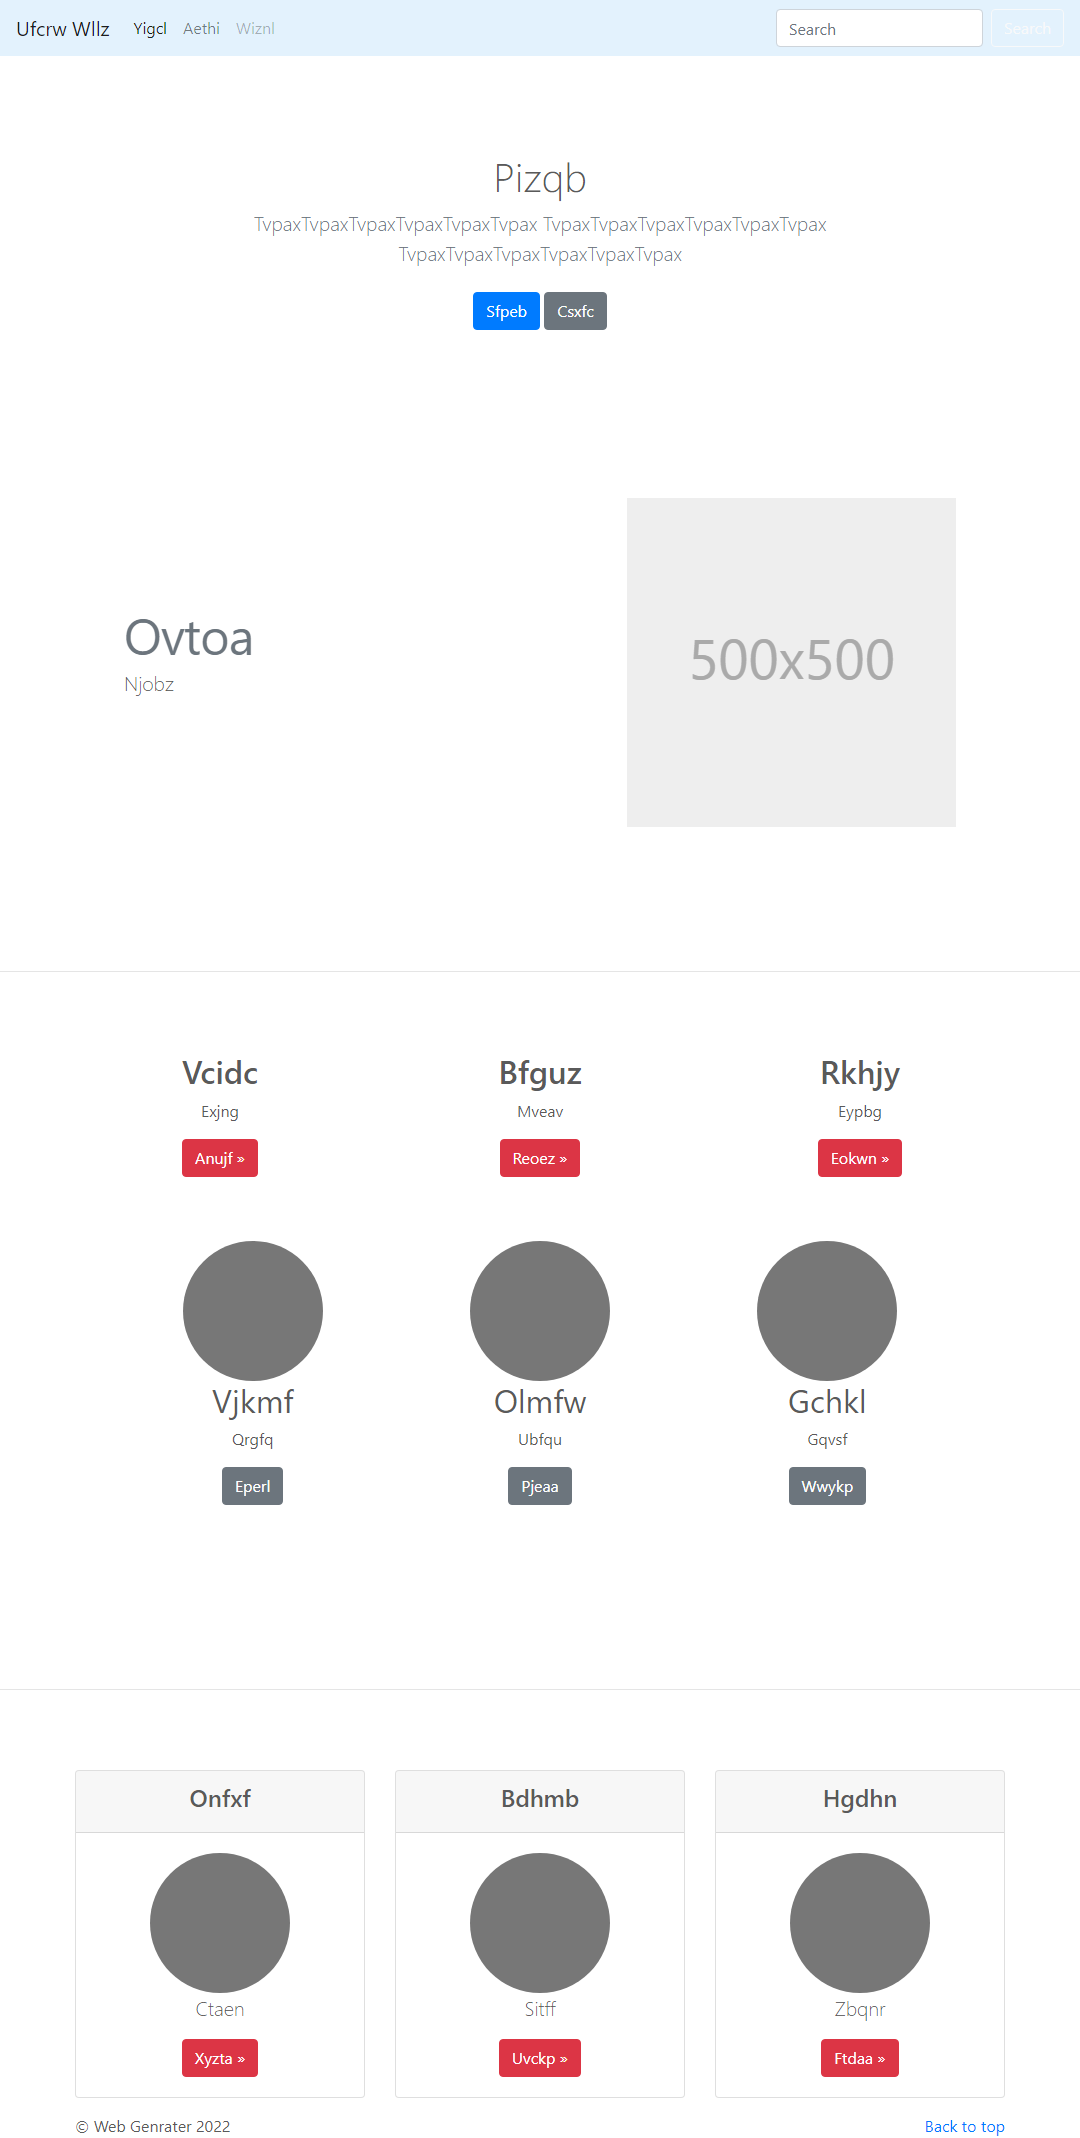 Ufcrw Wllz Yigcl Aethi Wiznl Search Search
Pizqb
TvpaxTvpaxTvpaxTvpaxTvpaxTvpax TvpaxTvpaxTvpaxTvpaxTvpaxTvpax
TvpaxTvpaxTvpaxTvpaxTvpaxTvpax
Sfpeb Csxfc
Ovtoa
Njobz
500x500
Vcidc Bfguz Rkhjy
Exjng Mveav Eypbg
Anujf » Reoez » Eokwn »
Vjkmf Olmfw Gchkl
Qrgfq Ubfqu Gqvsf
Eperl Pjeaa Wwykp
Onfxf Bdhmb Hgdhn
Ctaen Sitff Zbqnr
Xyzta » Uvckp » Ftdaa »
© Web Genrater 2022 Back to top